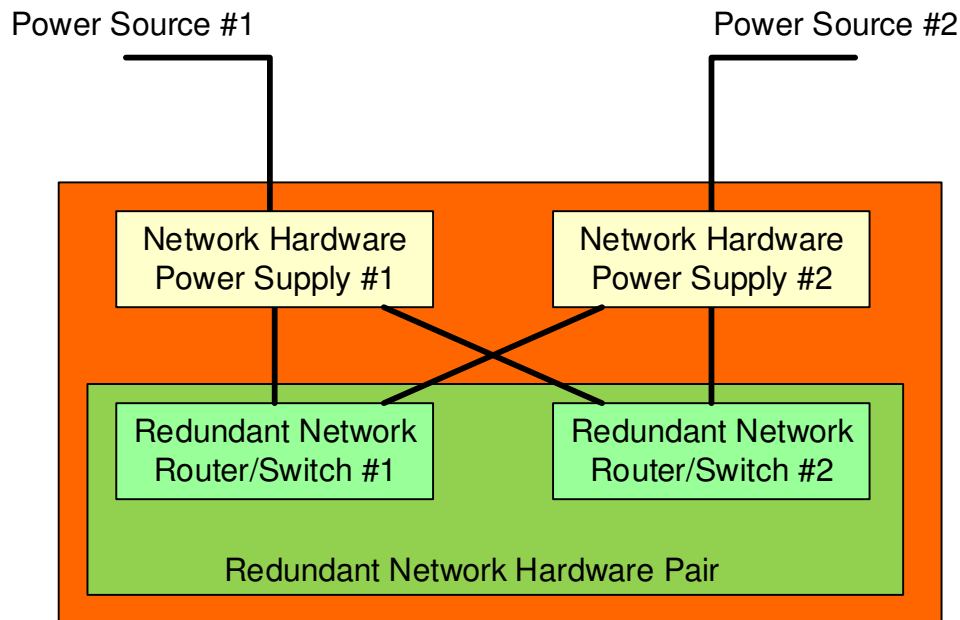 Power Source #1
Power Source #2
Network Hardware
Power Supply #1
Network Hardware
Power Supply #2
Redundant Network
Router/Switch #1
Redundant Network
Router/Switch #2
Redundant Network Hardware Pair